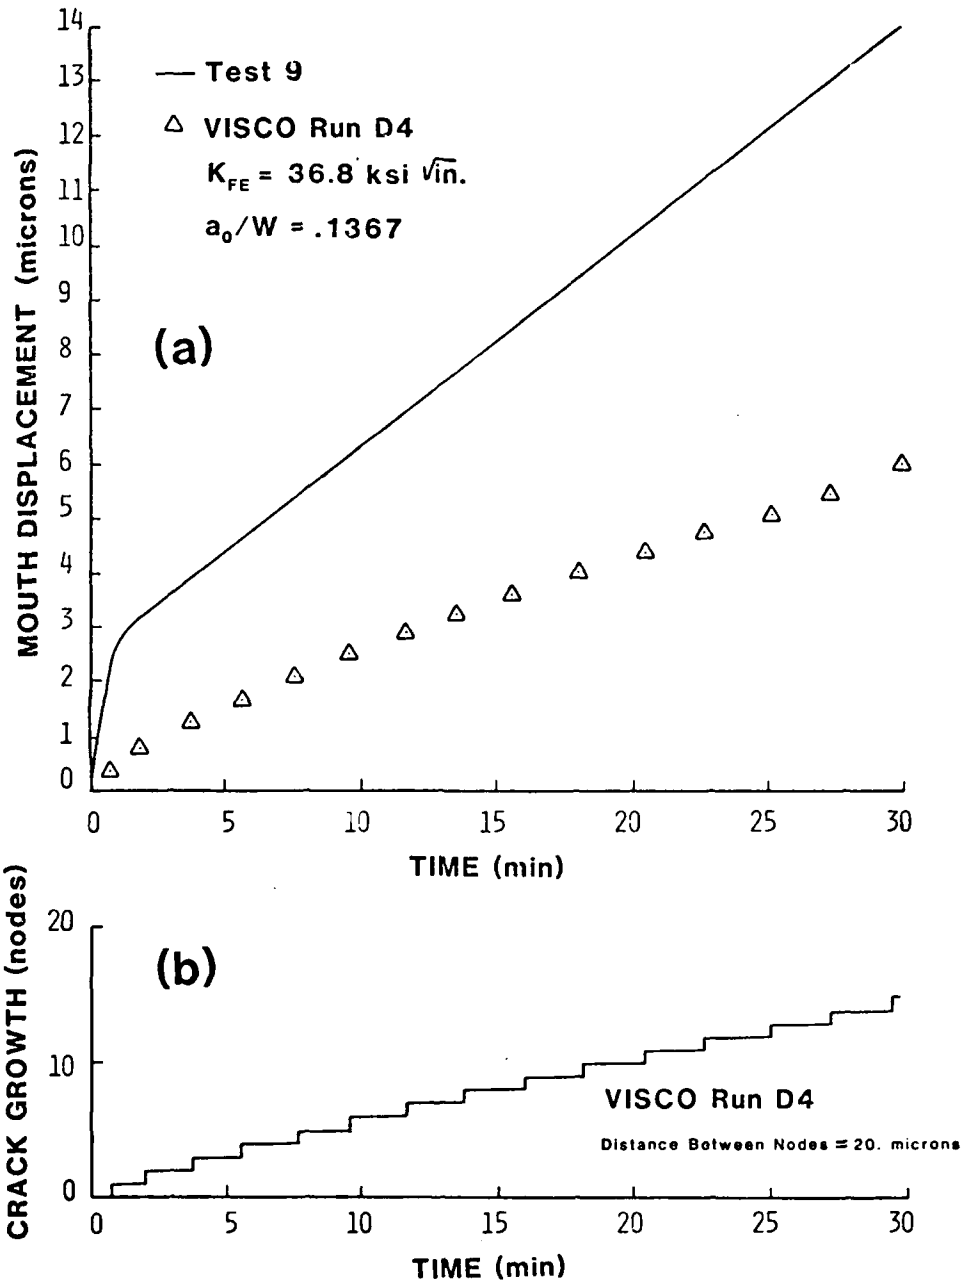 14
13
12
11
10
9
8
7
6
5
4
3
2
1
0
MOUTH DISPLACEMENT (microns)
Test 9
VISCO Run D4
K_FE = 36.8 ksi √in.
a_0/W = .1367
(a)
0 5 10 15 20 25 30
TIME (min)
20
10
0
CRACK GROWTH (nodes)
(b)
VISCO Run D4
Distance Between Nodes = 20. microns
0 5 10 15 20 25 30
TIME (min)